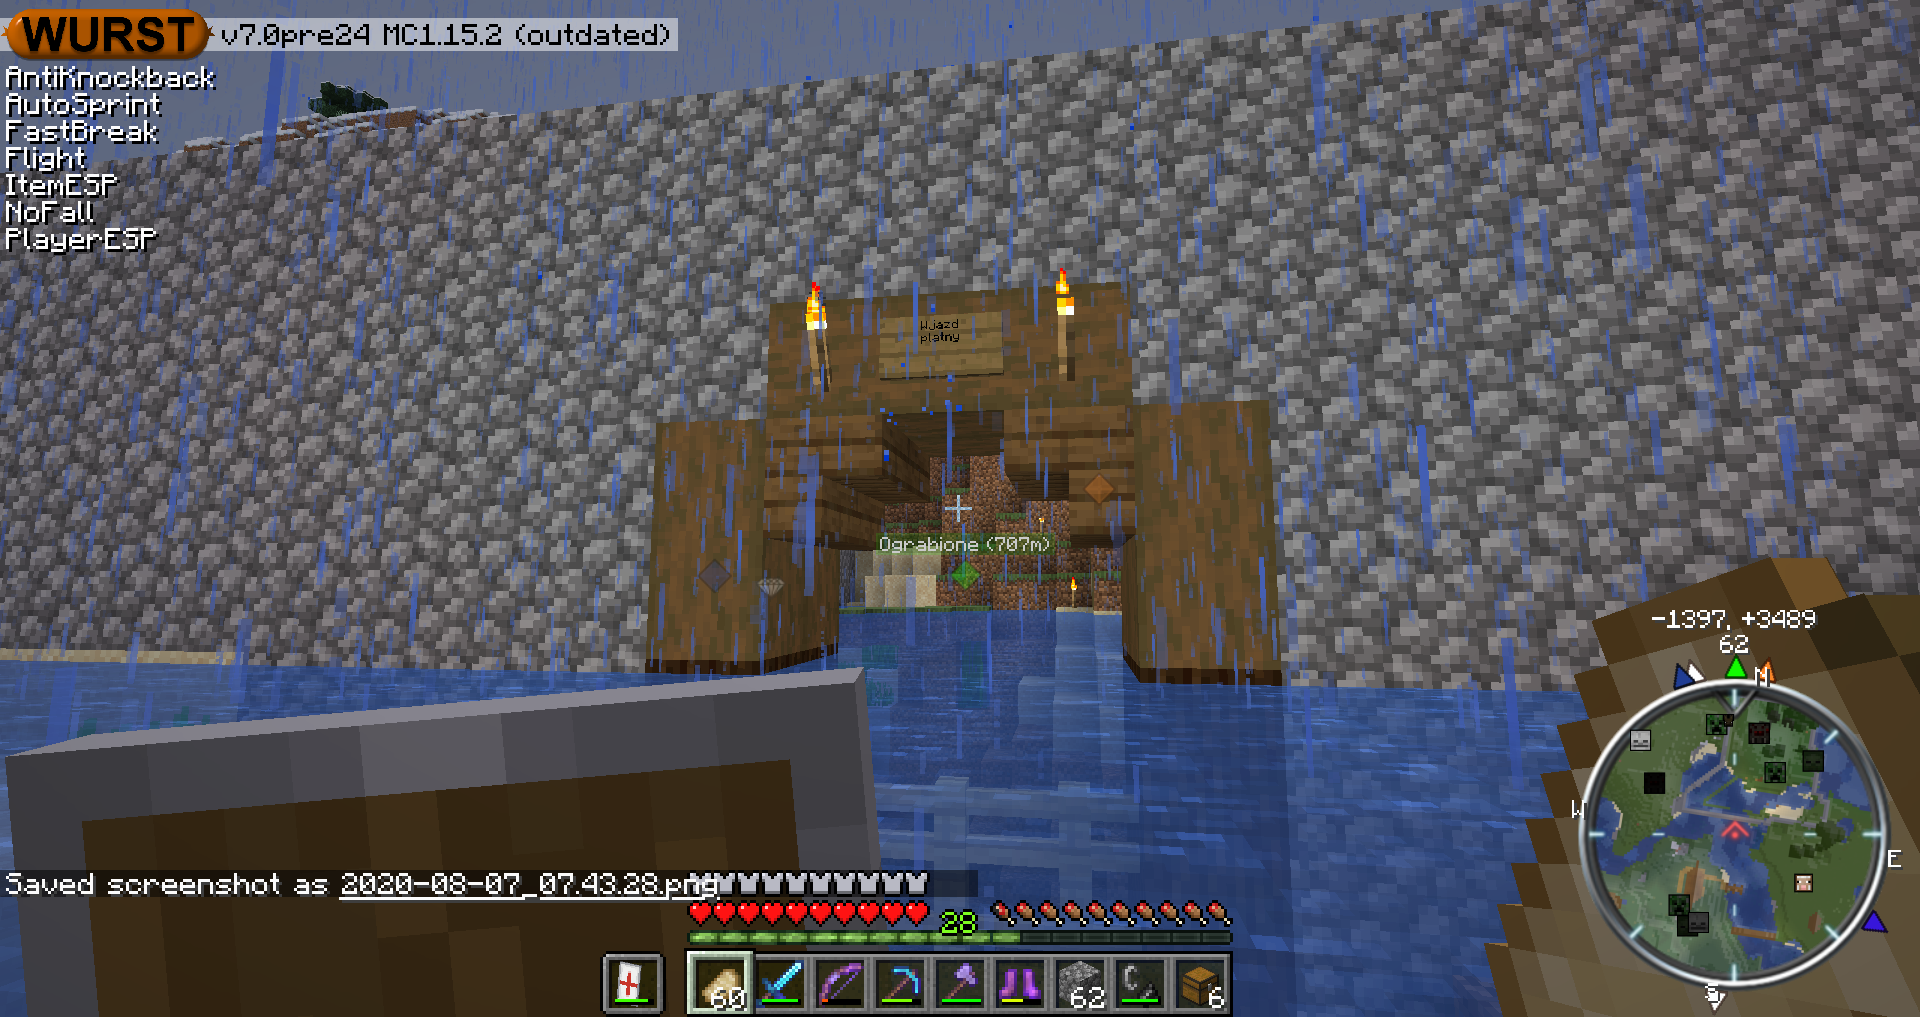 WURST v7.0pre24 MC1.15.2 (outdated)
AntiKnockback
AutoSprint
FastBreak
Flight
ItemESP
NoFall
PlayerESP
Wjazd
płatny
Ograbione (707m)
-1397, +3489
62
N
W
E
S
Saved screenshot as 2020-08-07_07.43.28.png
28
60
62
6